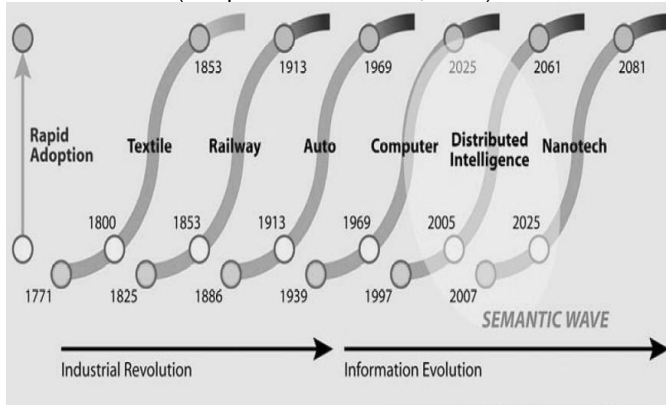 1853 1913 1969 2025 2061 2081
Rapid
Adoption
Textile Railway Auto Computer Distributed
Intelligence Nanotech
1800 1853 1913 1969 2005 2025
1771 1825 1886 1939 1997 2007
SEMANTIC WAVE
Industrial Revolution Information Evolution